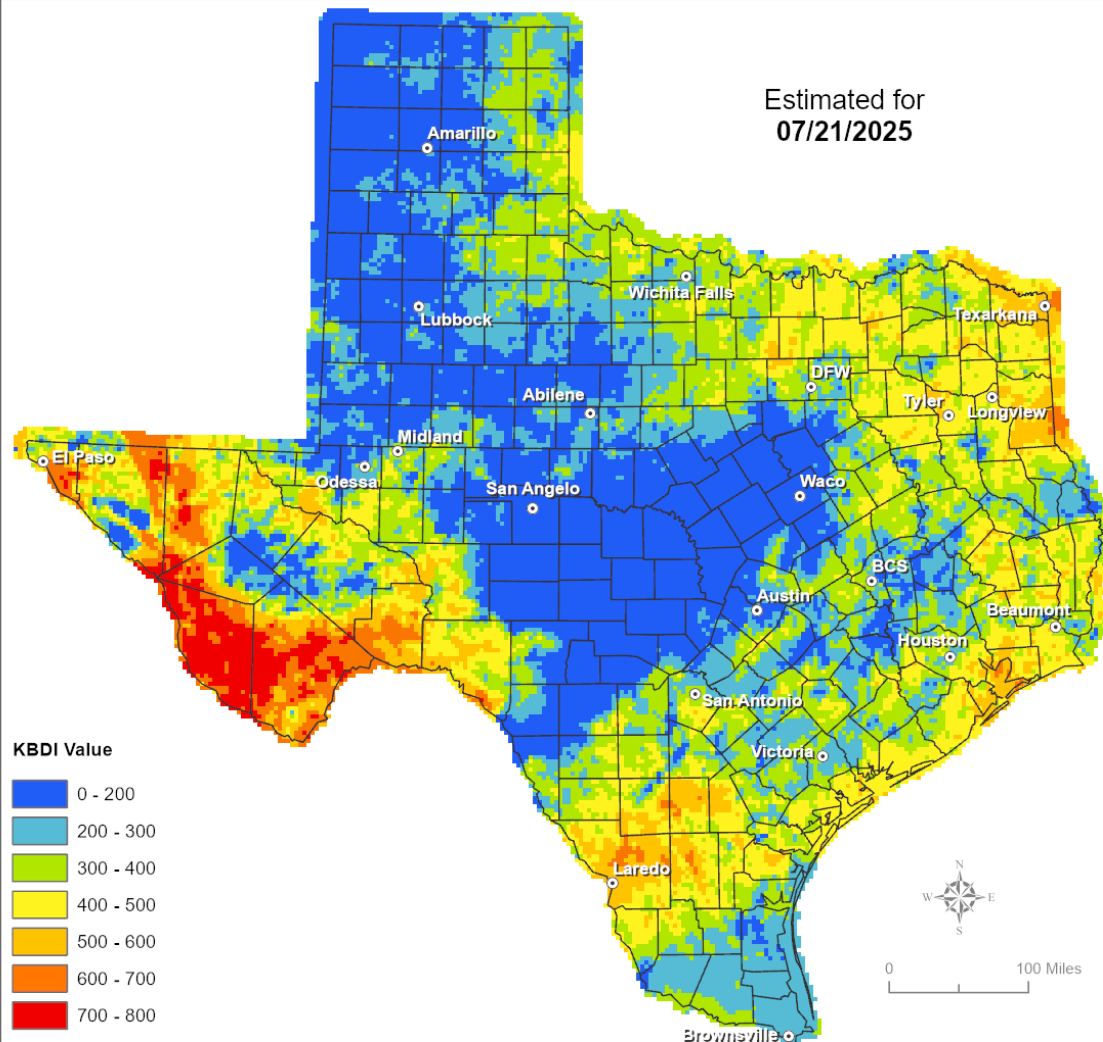 Estimated for
07/21/2025
Amarillo
Wichita Falls
Texarkana
Lubbock
DFW
Abilene
Tyler
Longview
Midland
El Paso
Odessa
San Angelo
Waco
BCS
Austin
Beaumont
Houston
San Antonio
Victoria
KBDI Value
0 - 200
200 - 300
300 - 400
400 - 500
500 - 600
600 - 700
700 - 800
Laredo
N
W
E
S
0
100 Miles
Brownsville